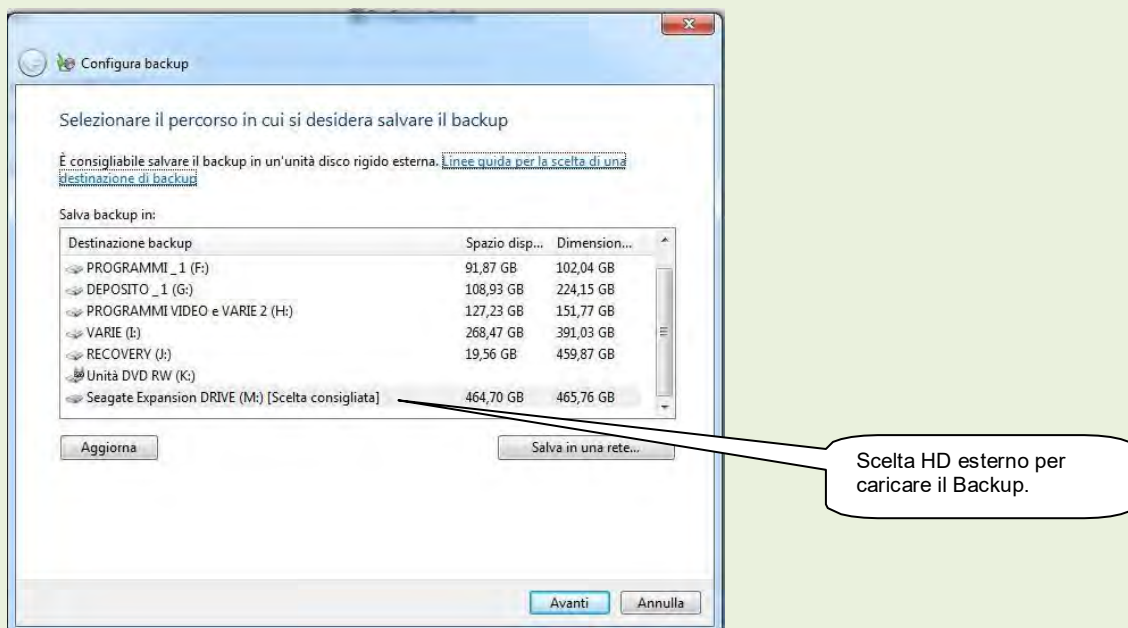 Configura backup
Selezionare il percorso in cui si desidera salvare il backup
È consigliabile salvare il backup in un'unità disco rigido esterna. Linee guida per la scelta di una
destinazione di backup
Salva backup in:
Destinazione backup Spazio disp... Dimension...
PROGRAMMI_1 (F:) 91,87 GB 102,04 GB
DEPOSITO_1 (G:) 108,93 GB 224,15 GB
PROGRAMMI VIDEO e VARIE 2 (H:) 127,23 GB 151,77 GB
VARIE (I:) 268,47 GB 391,03 GB
RECOVERY (J:) 19,56 GB 459,87 GB
Unità DVD RW (K:)
Seagate Expansion DRIVE (M:) [Scelta consigliata] 464,70 GB 465,76 GB
Aggiorna Salva in una rete...
Scelta HD esterno per
caricare il Backup.
Avanti Annulla